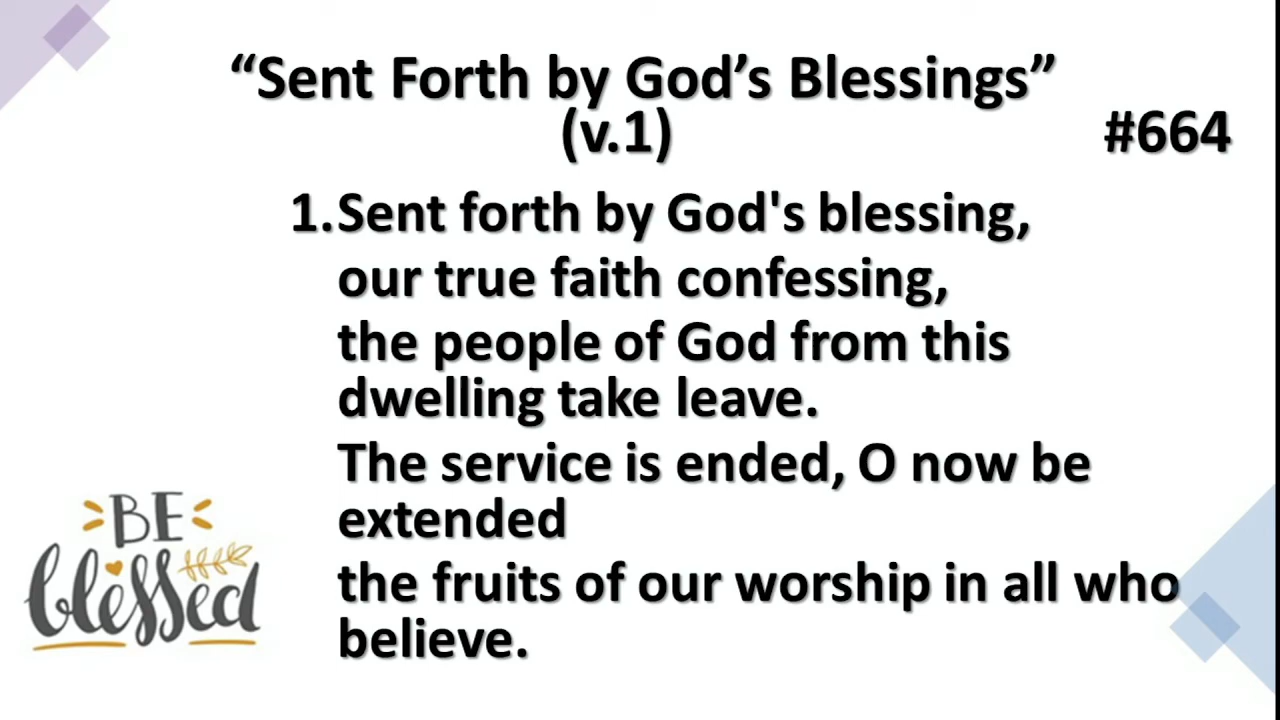 “Sent Forth by God’s Blessings”
(v.1) #664
1. Sent forth by God's blessing,
our true faith confessing,
the people of God from this
dwelling take leave.
The service is ended, O now be
extended
the fruits of our worship in all who
believe.
BE
blessed